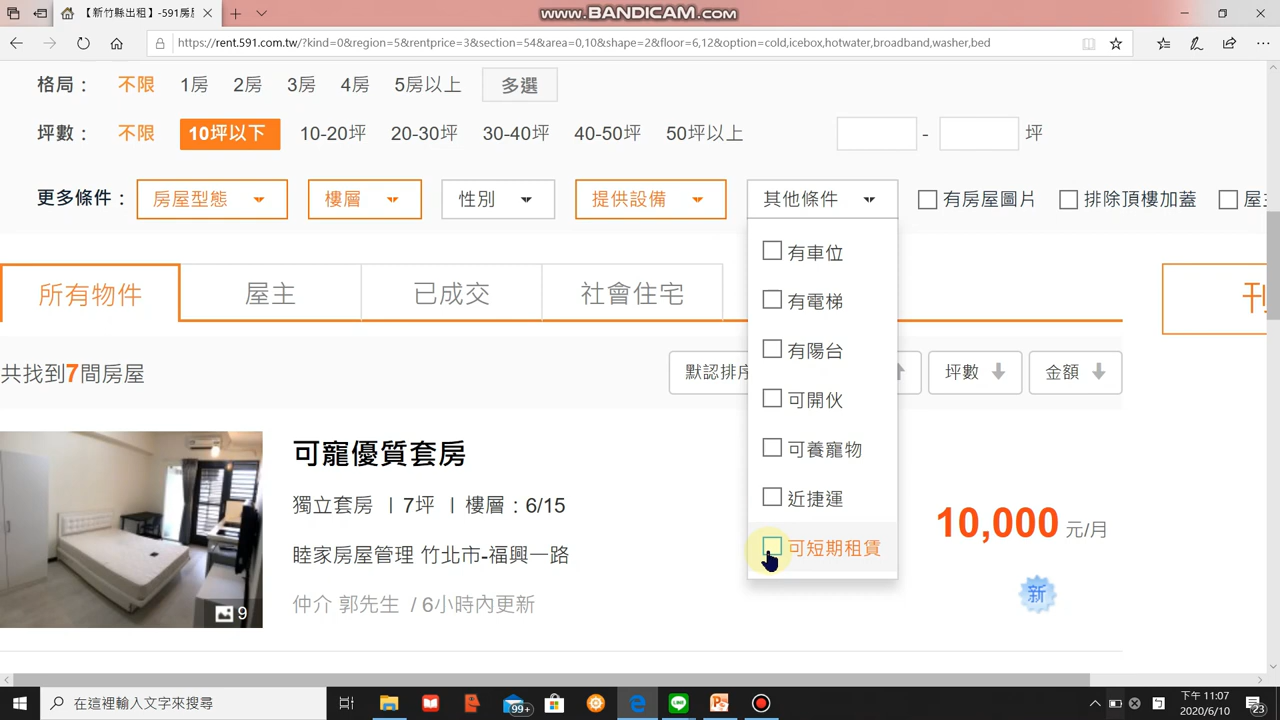 www.BANDICAM.com
【新竹縣出租】-591房
https://rent.591.com.tw/?kind=0&region=5&rentprice=3&section=54&area=0,10&shape=2&floor=6,12&option=cold,icebox,hotwater,broadband,washer,bed
格局： 不限 1房 2房 3房 4房 5房以上 多選
坪數： 不限 10坪以下 10-20坪 20-30坪 30-40坪 40-50坪 50坪以上 - 坪
更多條件： 房屋型態 樓層 性別 提供設備 其他條件 有房屋圖片 排除頂樓加蓋 屋主
有車位
有電梯
有陽台
可開伙
可養寵物
近捷運
可短期租賃
所有物件 屋主 已成交 社會住宅 刊
共找到7間房屋 默認排序 坪數 金額
可寵優質套房
獨立套房 | 7坪 | 樓層：6/15
10,000 元/月
睦家房屋管理 竹北市-福興一路
仲介 郭先生 / 6小時內更新
新
9
在這裡輸入文字來搜尋
99+
下午 11:07
2020/6/10
23